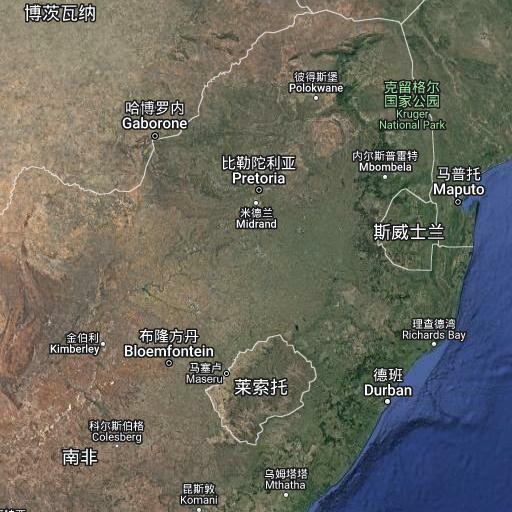 博茨瓦纳
彼得斯堡
Polokwane
克留格尔
国家公园
Kruger
National Park
哈博罗内
Gaborone
比勒陀利亚
Pretoria
内尔斯普雷特
Mbombela
马普托
Maputo
米德兰
Midrand
斯威士兰
理查德湾
Richards Bay
金伯利
Kimberley
布隆方丹
Bloemfontein
马塞卢
Maseru
莱索托
德班
Durban
科尔斯伯格
Colesberg
南非
乌姆塔塔
Mthatha
昆斯敦
Komani